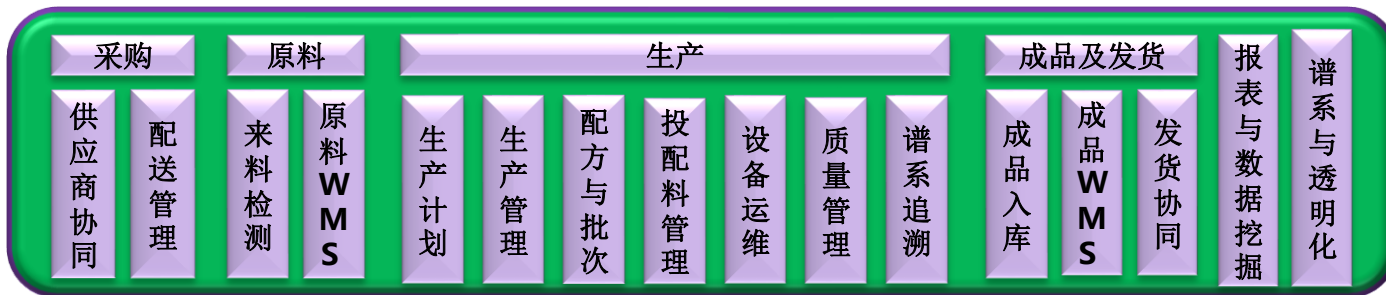 采购
供应商协同
配送管理
原料
来料检测
原料WMS
生产
生产计划
生产管理
配方与批次
投配料管理
设备运维
质量管理
谱系追溯
成品及发货
成品入库
成品WMS
发货协同
报表与数据挖掘
谱系与透明化